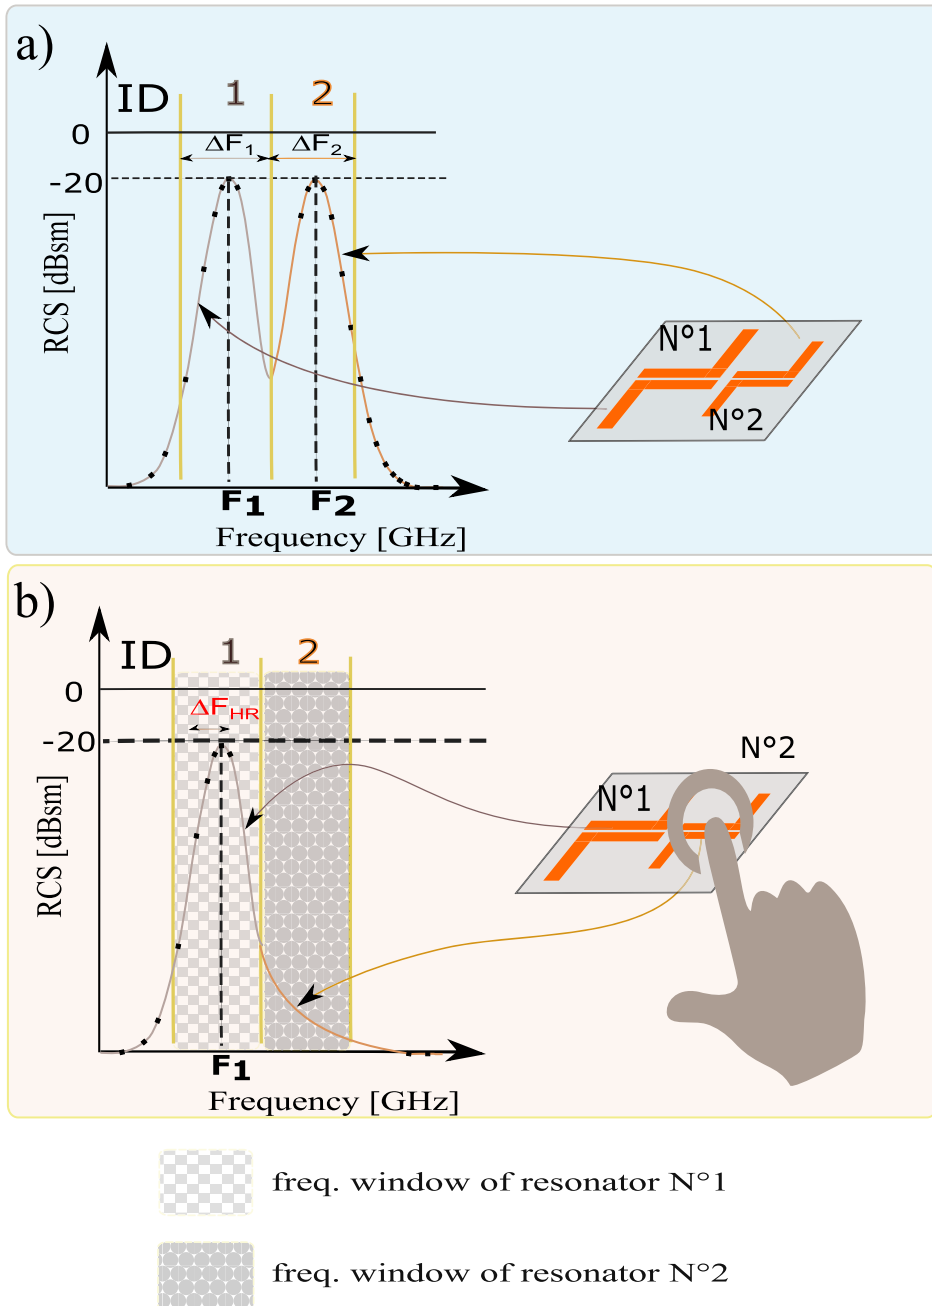 a)
ID 1 2
0
ΔF1 ΔF2
-20
RCS [dBsm]
N°1
N°2
F1 F2
Frequency [GHz]
b)
ID 1 2
0
ΔFHR
-20
RCS [dBsm]
N°2
N°1
F1
Frequency [GHz]
freq. window of resonator N°1
freq. window of resonator N°2